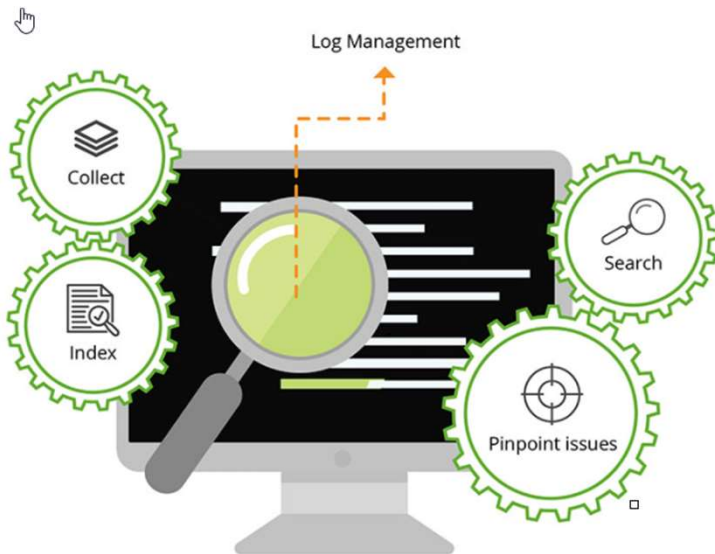 Log Management
Collect
Search
Index
Pinpoint issues